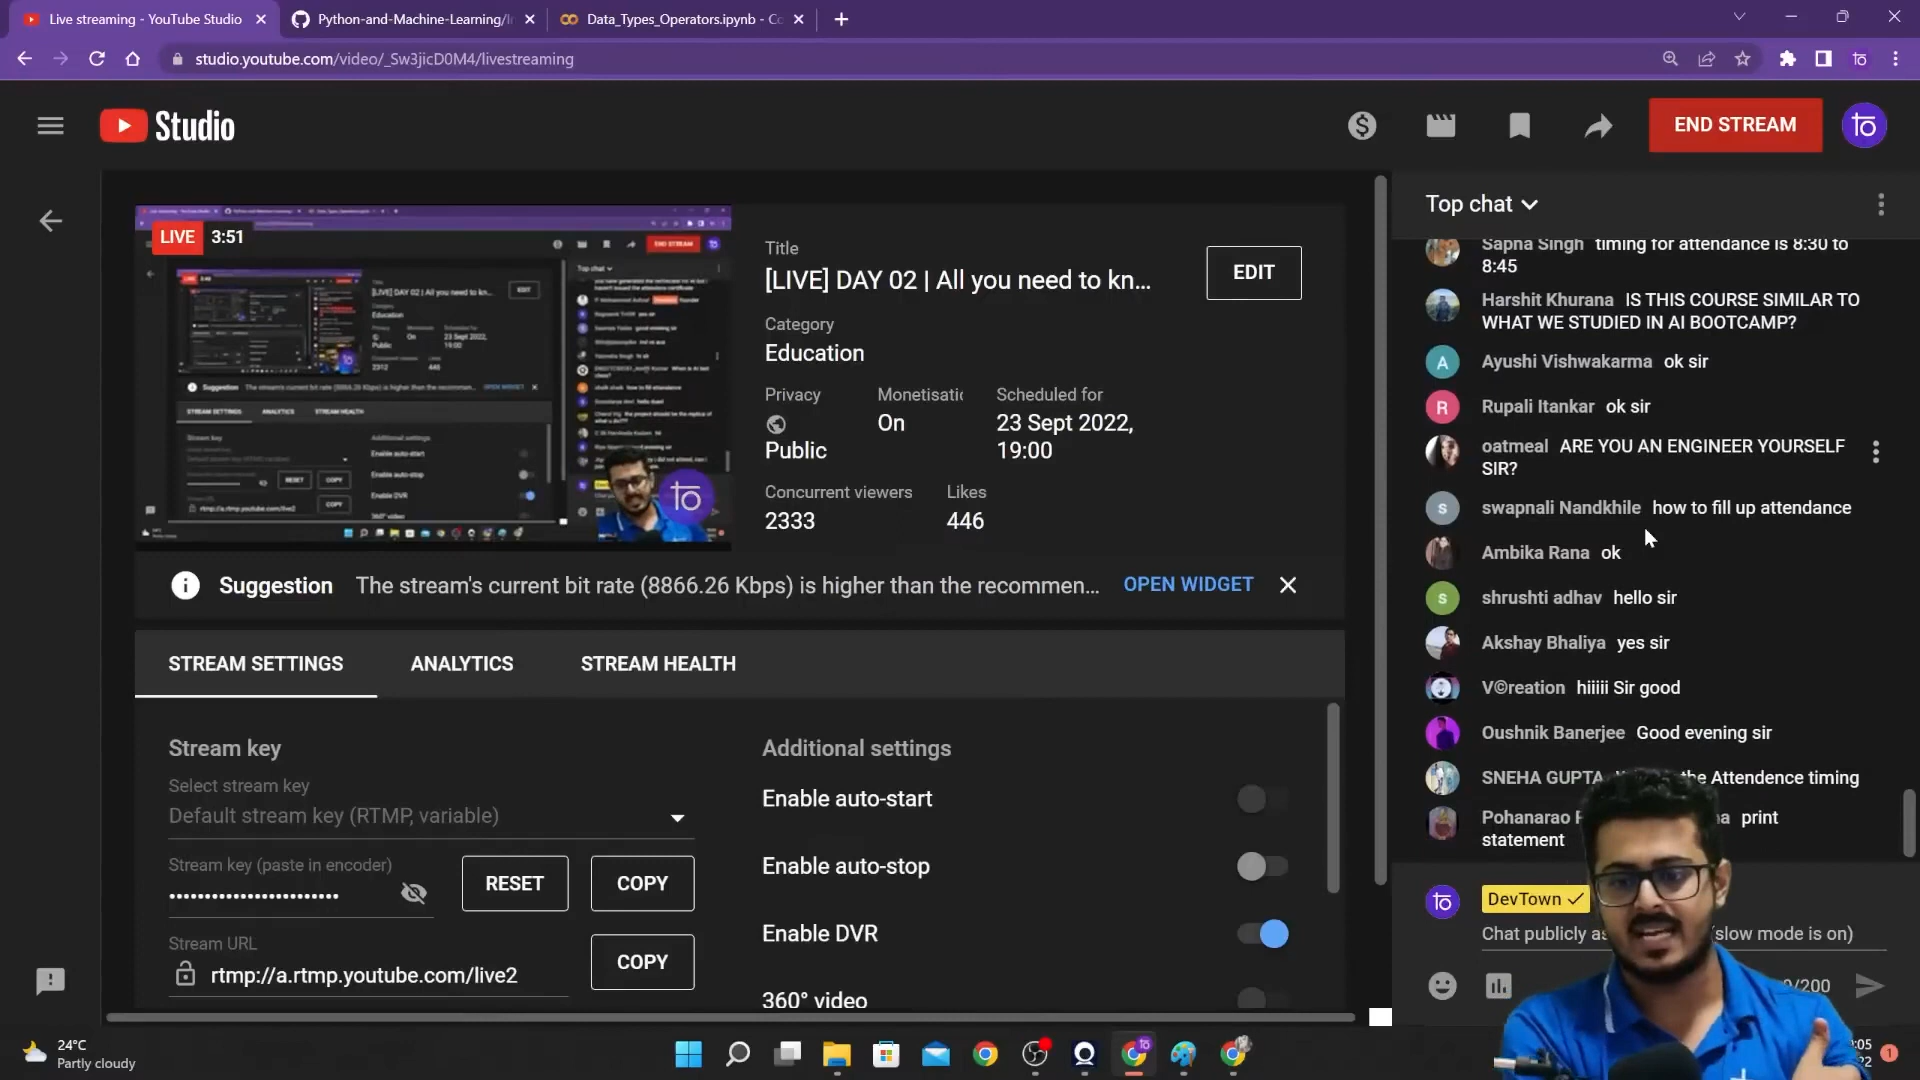 Live streaming - YouTube Studio
Python-and-Machine-Learning/I
Data_Types_Operators.ipynb - Co
studio.youtube.com/video/_Sw3jicD0M4/livestreaming
Studio
END STREAM
LIVE 3:51
Title
[LIVE] DAY 02 | All you need to kn...
EDIT
Category
Education
Privacy
Public
Monetisatic
On
Scheduled for
23 Sept 2022,
19:00
Concurrent viewers
2333
Likes
446
Suggestion The stream's current bit rate (8866.26 Kbps) is higher than the recommen... OPEN WIDGET
STREAM SETTINGS ANALYTICS STREAM HEALTH
Stream key
Select stream key
Default stream key (RTMP, variable)
Stream key (paste in encoder)
RESET
COPY
Stream URL
rtmp://a.rtmp.youtube.com/live2
COPY
Additional settings
Enable auto-start
Enable auto-stop
Enable DVR
360° video
Top chat
Sapna Singh timing for attendance is 8:30 to
8:45
Harshit Khurana IS THIS COURSE SIMILAR TO
WHAT WE STUDIED IN AI BOOTCAMP?
A Ayushi Vishwakarma ok sir
R Rupali Itankar ok sir
oatmeal ARE YOU AN ENGINEER YOURSELF
SIR?
s swapnali Nandkhile how to fill up attendance
Ambika Rana ok
s shrushti adhav hello sir
Akshay Bhaliya yes sir
V©reation hiiiii Sir good
Oushnik Banerjee Good evening sir
SNEHA GUPTA the Attendence timing
Pohanarao print
statement
DevTown
Chat publicly as (slow mode is on)
/200
24°C
Partly cloudy
:05
22
1